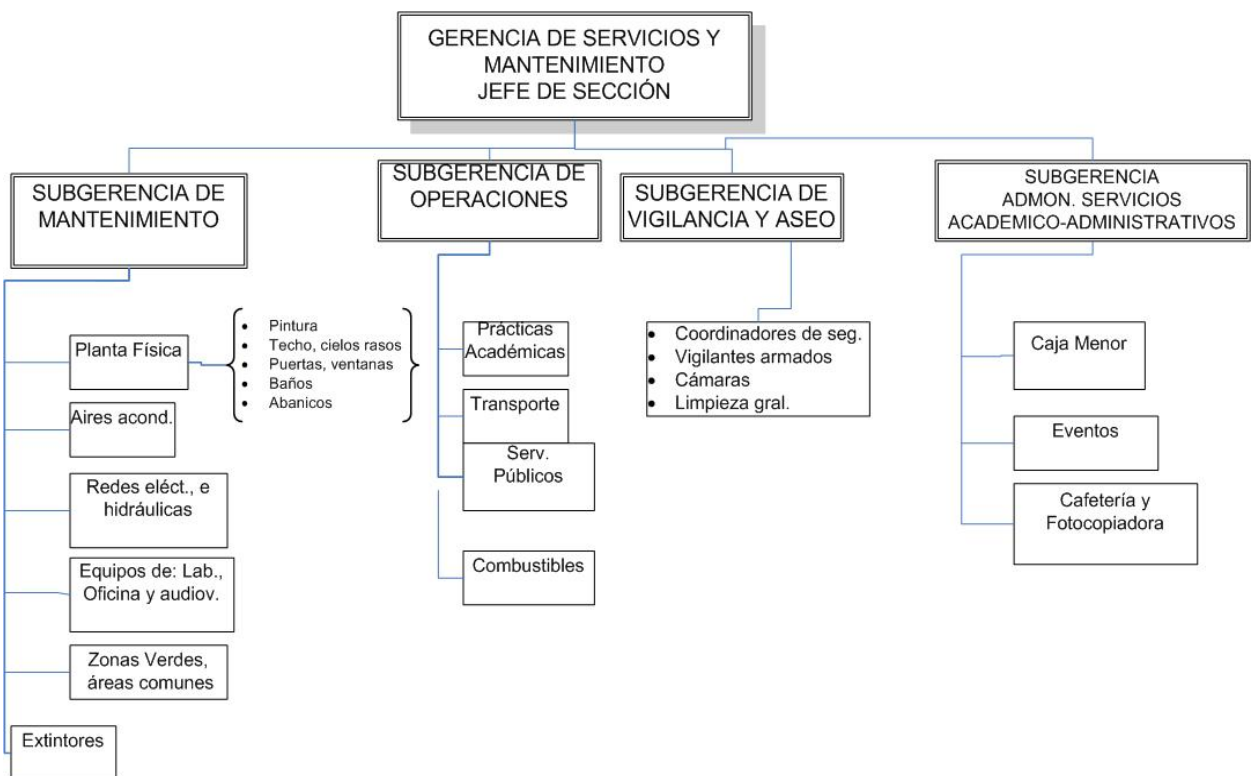 GERENCIA DE SERVICIOS Y
MANTENIMIENTO
JEFE DE SECCIÓN
SUBGERENCIA DE
MANTENIMIENTO
SUBGERENCIA DE
OPERACIONES
SUBGERENCIA DE
VIGILANCIA Y ASEO
SUBGERENCIA
ADMON. SERVICIOS
ACADEMICO-ADMINISTRATIVOS
Planta Física
• Pintura
• Techo, cielos rasos
• Puertas, ventanas
• Baños
• Abanicos
Aires acond.
Redes eléct., e
hidráulicas
Equipos de: Lab.,
Oficina y audiov.
Zonas Verdes,
áreas comunes
Extintores
Prácticas
Académicas
Transporte
Serv.
Públicos
Combustibles
• Coordinadores de seg.
• Vigilantes armados
• Cámaras
• Limpieza gral.
Caja Menor
Eventos
Cafetería y
Fotocopiadora